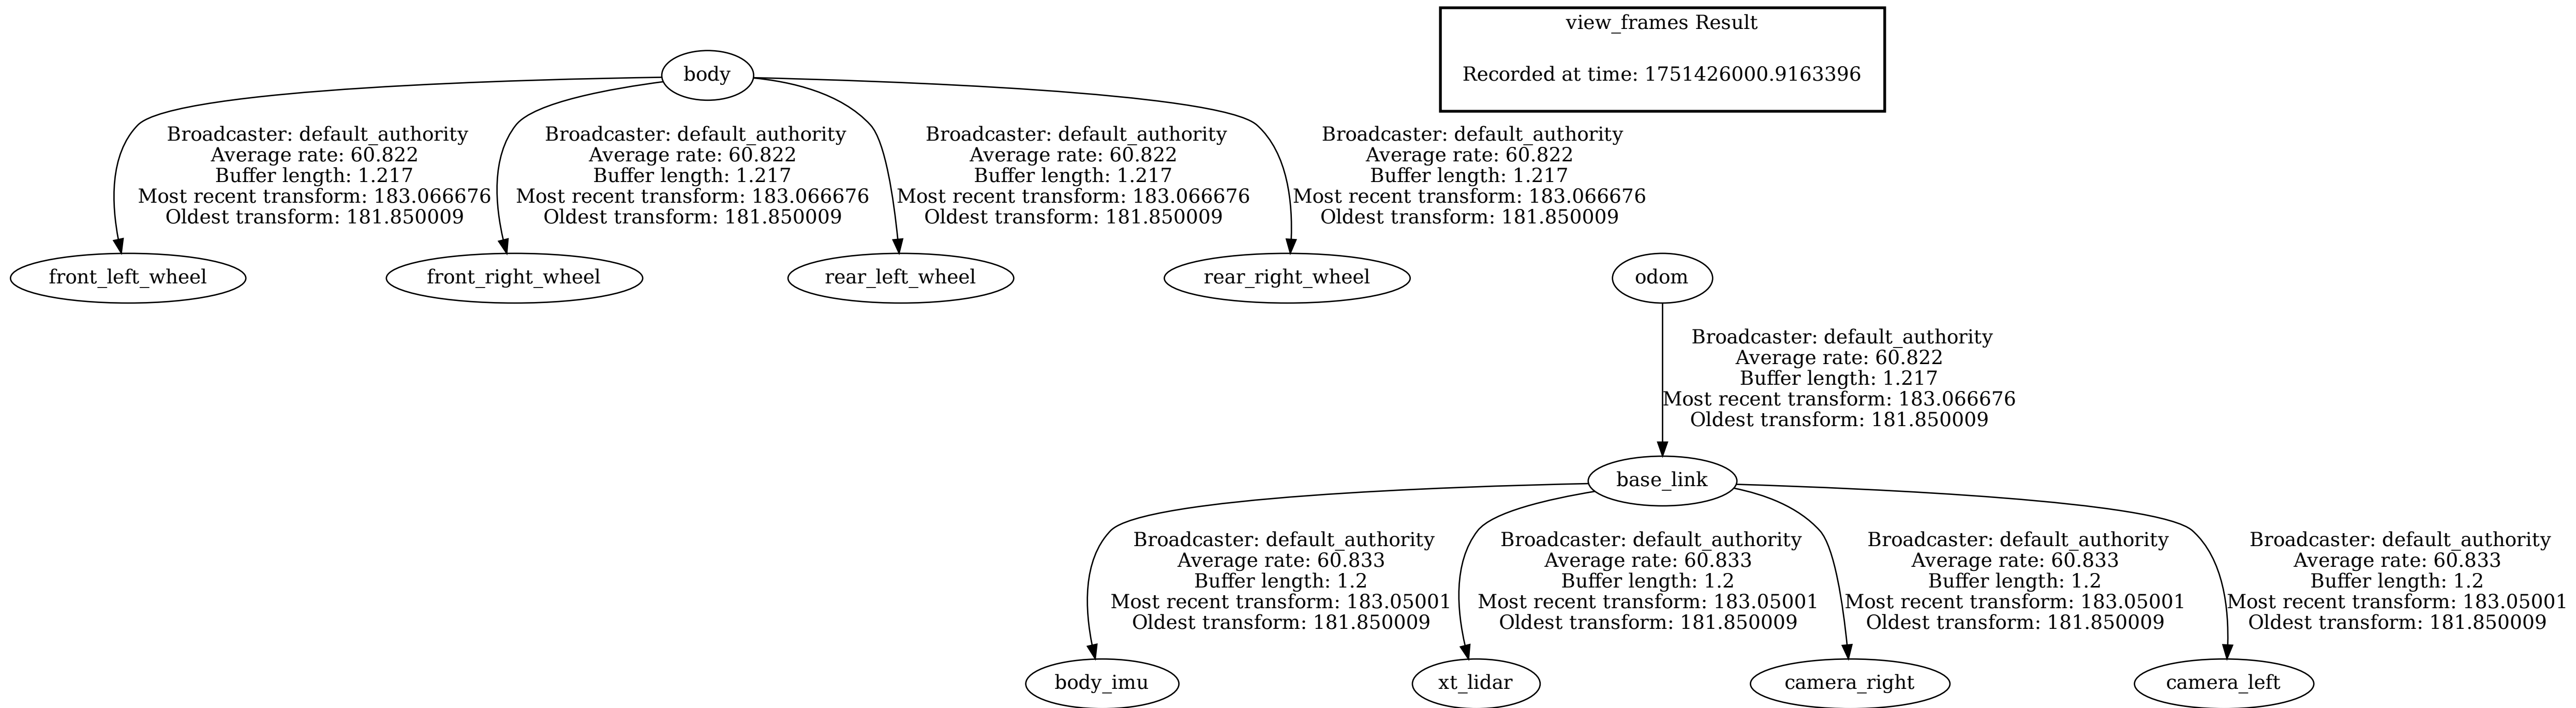 view_frames Result
Recorded at time: 1751426000.9163396
body
Broadcaster: default_authority
Average rate: 60.822
Buffer length: 1.217
Most recent transform: 183.066676
Oldest transform: 181.850009
Broadcaster: default_authority
Average rate: 60.822
Buffer length: 1.217
Most recent transform: 183.066676
Oldest transform: 181.850009
Broadcaster: default_authority
Average rate: 60.822
Buffer length: 1.217
Most recent transform: 183.066676
Oldest transform: 181.850009
Broadcaster: default_authority
Average rate: 60.822
Buffer length: 1.217
Most recent transform: 183.066676
Oldest transform: 181.850009
front_left_wheel
front_right_wheel
rear_left_wheel
rear_right_wheel
odom
Broadcaster: default_authority
Average rate: 60.822
Buffer length: 1.217
Most recent transform: 183.066676
Oldest transform: 181.850009
base_link
Broadcaster: default_authority
Average rate: 60.833
Buffer length: 1.2
Most recent transform: 183.05001
Oldest transform: 181.850009
Broadcaster: default_authority
Average rate: 60.833
Buffer length: 1.2
Most recent transform: 183.05001
Oldest transform: 181.850009
Broadcaster: default_authority
Average rate: 60.833
Buffer length: 1.2
Most recent transform: 183.05001
Oldest transform: 181.850009
Broadcaster: default_authority
Average rate: 60.833
Buffer length: 1.2
Most recent transform: 183.05001
Oldest transform: 181.850009
body_imu
xt_lidar
camera_right
camera_left